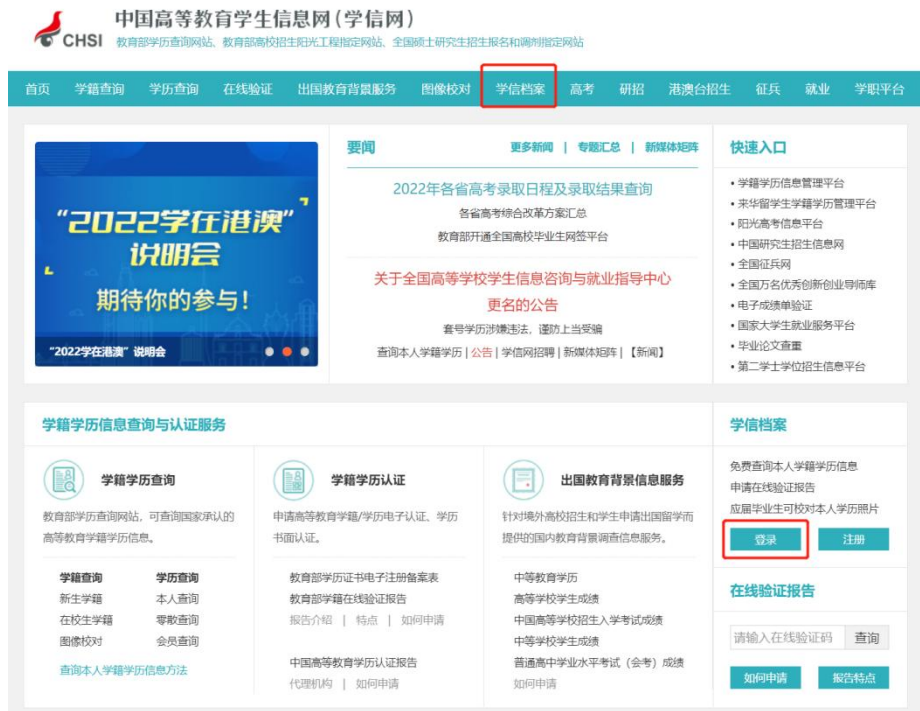 中国高等教育学生信息网(学信网)
CHSI 教育部学历查询网站、教育部高校招生阳光工程指定网站、全国硕士研究生招生报名和调剂指定网站
首页 学籍查询 学历查询 在线验证 出国教育背景服务 图像校对 学信档案 高考 研招 港澳台招生 征兵 就业 学职平台
“2022学在港澳”
说明会
期待你的参与!
“2022学在港澳”说明会
要闻 更多新闻 | 专题汇总 | 新媒体矩阵
2022年各省高考录取日程及录取结果查询
各省高考综合改革方案汇总
教育部开通全国高校毕业生网签平台
关于全国高等学校学生信息咨询与就业指导中心
更名的公告
套号学历涉嫌违法、谨防上当受骗
查询本人学籍学历 | 公告 | 学信网招聘 | 新媒体矩阵 | 【新闻】
快速入口
• 学籍学历信息管理平台
• 来华留学生学籍学历管理平台
• 阳光高考信息平台
• 中国研究生招生信息网
• 全国征兵网
• 全国万名优秀创新创业导师库
• 电子成绩单验证
• 国家大学生就业服务平台
• 毕业论文查重
• 第二学士学位招生信息平台
学籍学历信息查询与认证服务
学籍学历查询
教育部学历查询网站,可查询国家承认的
高等教育学籍学历信息。
学籍查询 学历查询
新生学籍 本人查询
在校生学籍 零散查询
图像校对 会员查询
查询本人学籍学历信息方法
学籍学历认证
申请高等教育学籍/学历电子认证、学历
书面认证。
教育部学历证书电子注册备案表
教育部学籍在线验证报告
报告介绍 | 特点 | 如何申请
中国高等教育学历认证报告
代理机构 | 如何申请
出国教育背景信息服务
针对境外高校招生和学生申请出国留学而
提供的国内教育背景调查信息服务。
中等教育学历
高等学校学生成绩
中国高等学校招生入学考试成绩
中等学校学生成绩
普通高中学业水平考试(会考)成绩
如何申请
学信档案
免费查询本人学籍学历信息
申请在线验证报告
应届毕业生可校对本人学历照片
登录 注册
在线验证报告
请输入在线验证码 查询
如何申请 报告特点